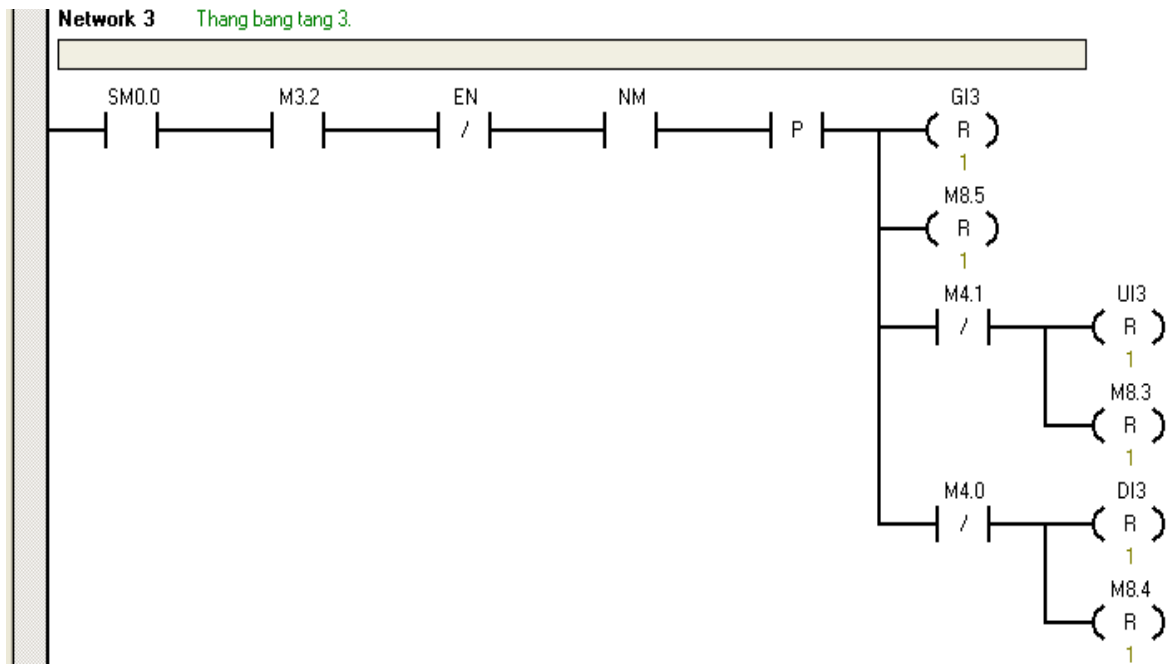 Network 3 Thang bang tang 3.
SM0.0 M3.2 EN NM GI3
/ P R
1
M8.5
R
1
M4.1 UI3
/ R
1
M8.3
R
1
M4.0 DI3
/ R
1
M8.4
R
1